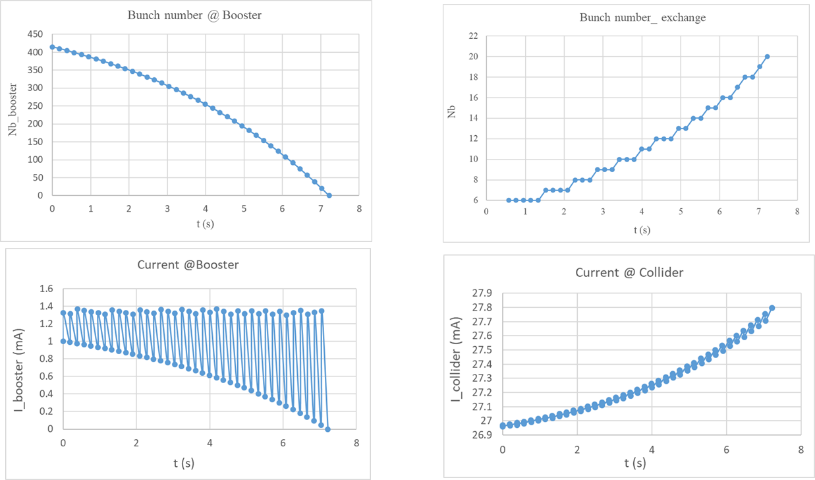 Bunch number @ Booster
Nb_booster
450
400
350
300
250
200
150
100
50
0
0 1 2 3 4 5 6 7 8
t (s)
Bunch number_ exchange
Nb
22
20
18
16
14
12
10
8
6
0 1 2 3 4 5 6 7 8
t (s)
Current @Booster
I_booster (mA)
1.6
1.4
1.2
1
0.8
0.6
0.4
0.2
0
0 2 4 6 8
t (s)
Current @ Collider
I_collider (mA)
27.9
27.8
27.7
27.6
27.5
27.4
27.3
27.2
27.1
27
26.9
0 2 4 6 8
t (s)